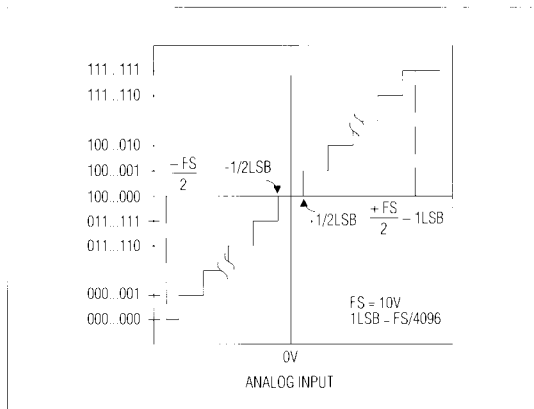 111...111
111...110
100...010
100...001
100...000
011...111
011...110
000...001
000...000
–FS
2
-1/2LSB
+1/2LSB
+FS
2
– 1LSB
FS = 10V
1LSB = FS/4096
0V
ANALOG INPUT